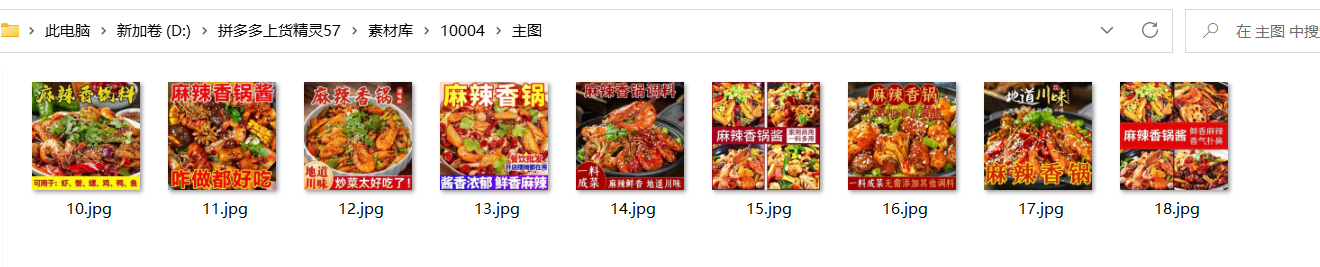 此电脑 > 新加卷 (D:) > 拼多多上货精灵57 > 素材库 > 10004 > 主图
在 主图 中搜
麻辣香锅料
可用于：虾、蟹、螺、鸡、鸭、鱼
10.jpg
麻辣香锅酱
咋做都好吃
11.jpg
麻辣香锅
地道
川味
炒菜太好吃了！
12.jpg
麻辣香锅
餐饮批发
酱香浓郁 鲜香麻辣
13.jpg
麻辣香锅调料
一料
成菜
麻辣鲜香 地道川味
14.jpg
麻辣香锅酱
家用商用
一料多用
15.jpg
麻辣香锅
一料成菜无需添加其他调料
16.jpg
地道川味
麻辣香锅
17.jpg
麻辣香锅酱
鲜香麻辣
香气扑鼻
18.jpg